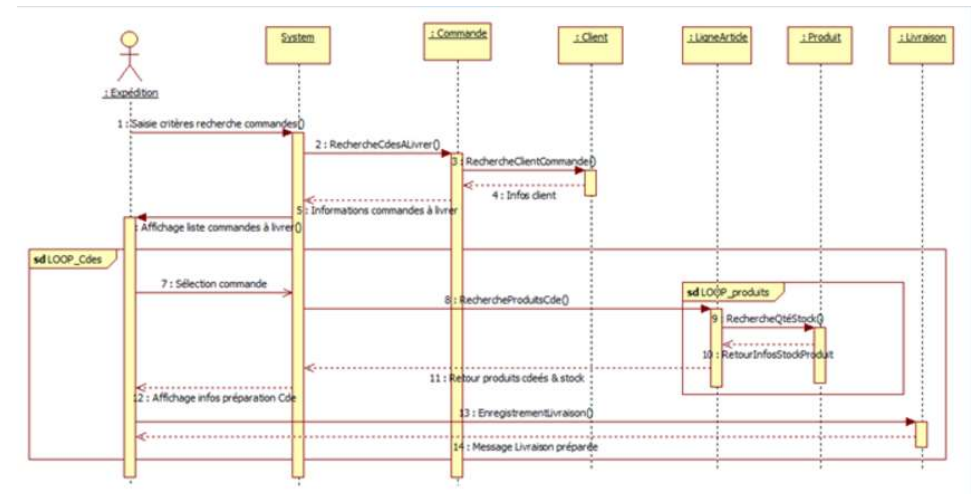 : Expédition
System
: Commande
: Client
: LigneArticle
: Produit
: Livraison
1 : Saisie critères recherche commandes()
2 : RechercheCdesALivrer()
3 : RechercheClientCommande()
4 : Infos client
5 : Informations commandes à livrer
: Affichage liste commandes à livrer()
sd LOOP_Cdes
7 : Sélection commande
sd LOOP_produits
8 : RechercheProduitsCde()
9 : RechercheQtéStock()
10 : RetourInfosStockProduit
11 : Retour produits cdeés & stock
12 : Affichage infos préparation Cde
13 : EnregistrementLivraison()
14 : Message Livraison préparée